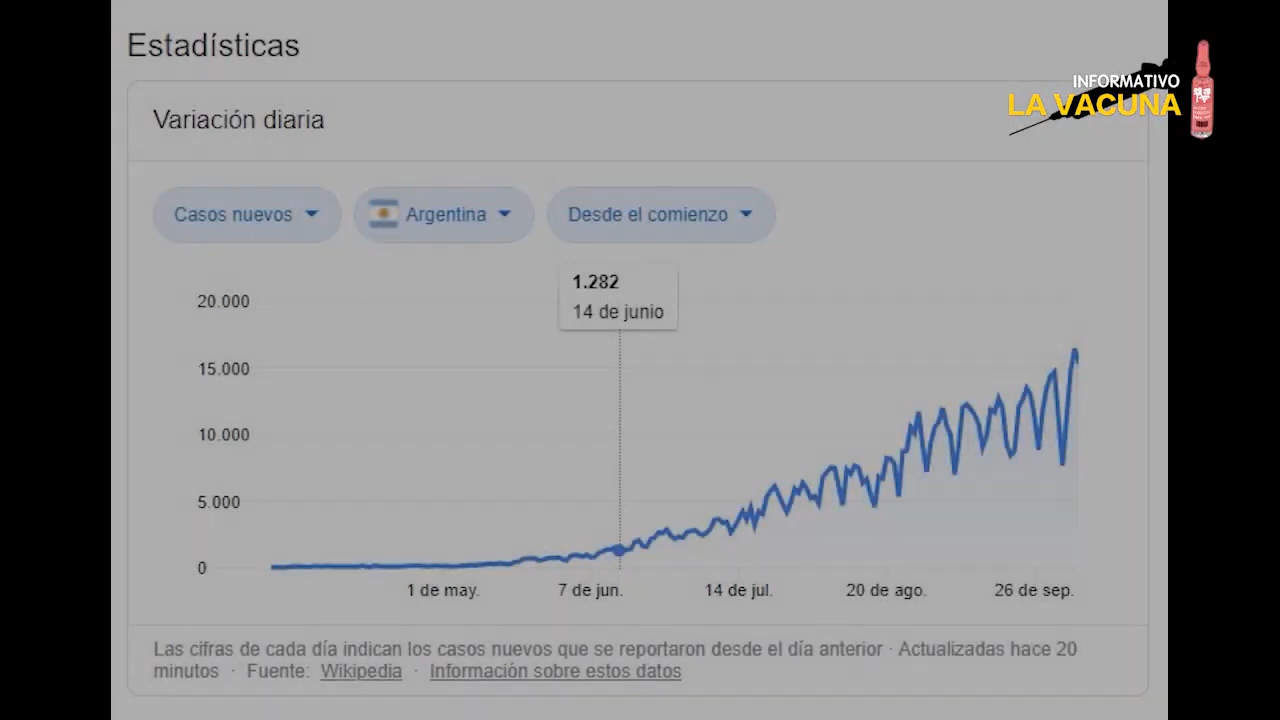 Estadísticas
INFORMATIVO
LA VACUNA
Variación diaria
Casos nuevos
Argentina
Desde el comienzo
1.282
14 de junio
20.000
15.000
10.000
5.000
0
1 de may.
7 de jun.
14 de jul.
20 de ago.
26 de sep.
Las cifras de cada día indican los casos nuevos que se reportaron desde el día anterior · Actualizadas hace 20
minutos · Fuente: Wikipedia · Información sobre estos datos